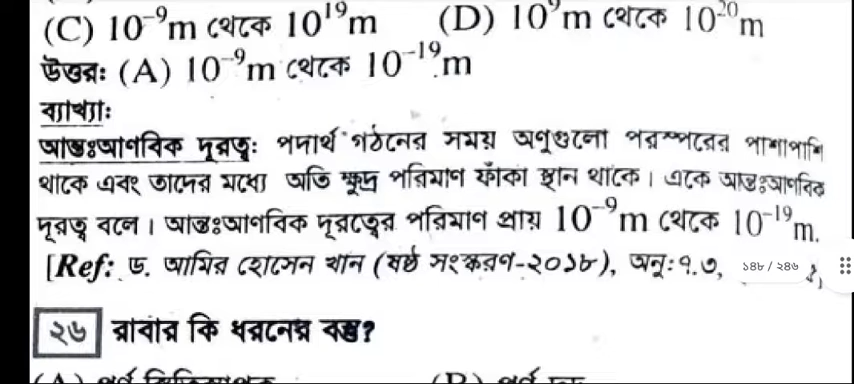 (C) 10⁻⁹m থেকে 10¹⁹m (D) 10⁹m থেকে 10²⁰m
উত্তর: (A) 10⁻⁹m থেকে 10⁻¹⁹m
ব্যাখ্যা:
আন্তঃআণবিক দূরত্ব: পদার্থ গঠনের সময় অণুগুলো পরস্পরের পাশাপাশি
থাকে এবং তাদের মধ্যে অতি ক্ষুদ্র পরিমাণ ফাঁকা স্থান থাকে। একে আন্তঃআণবিক
দূরত্ব বলে। আন্তঃআণবিক দূরত্বের পরিমাণ প্রায় 10⁻⁹m থেকে 10⁻¹⁹m.
[Ref: ড. আমির হোসেন খান (ষষ্ঠ সংস্করণ-২০১৮), অনু:৭.৩,
১৪৮ / ২৪৬
২৬ রাবার কি ধরনের বস্তু?